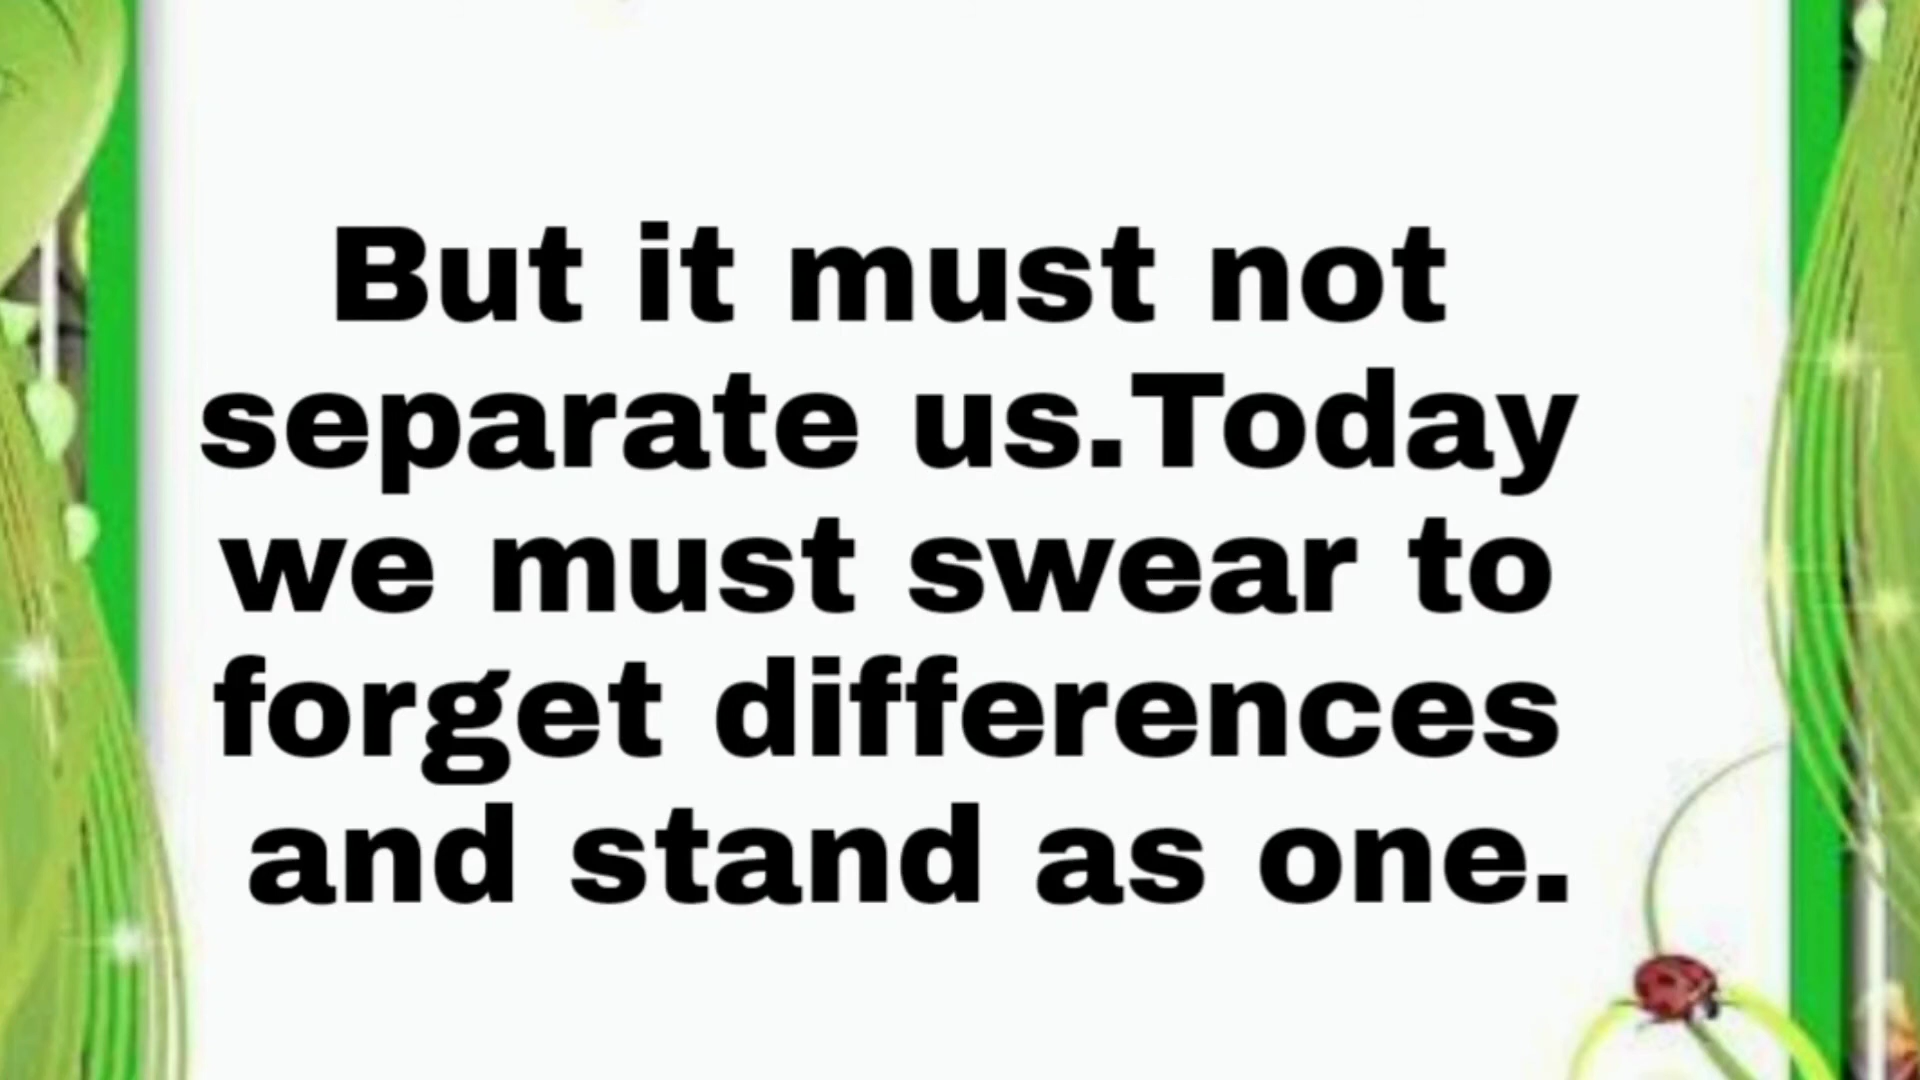 But it must not
separate us.Today
we must swear to
forget differences
and stand as one.